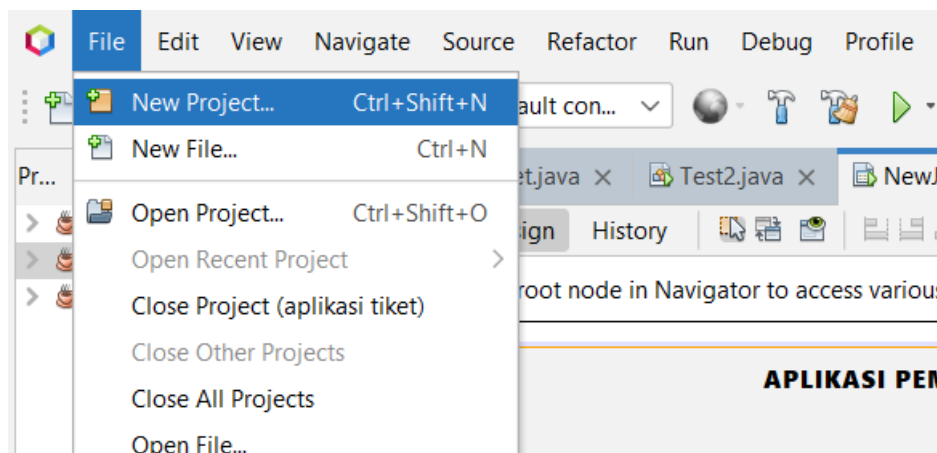 File Edit View Navigate Source Refactor Run Debug Profile
New Project... Ctrl+Shift+N
ault con...
New File... Ctrl+N
Pr...
et.java Test2.java NewJ
Open Project... Ctrl+Shift+O
ign History
Open Recent Project
root node in Navigator to access various
Close Project (aplikasi tiket)
Close Other Projects
APLIKASI PEM
Close All Projects
Open File...